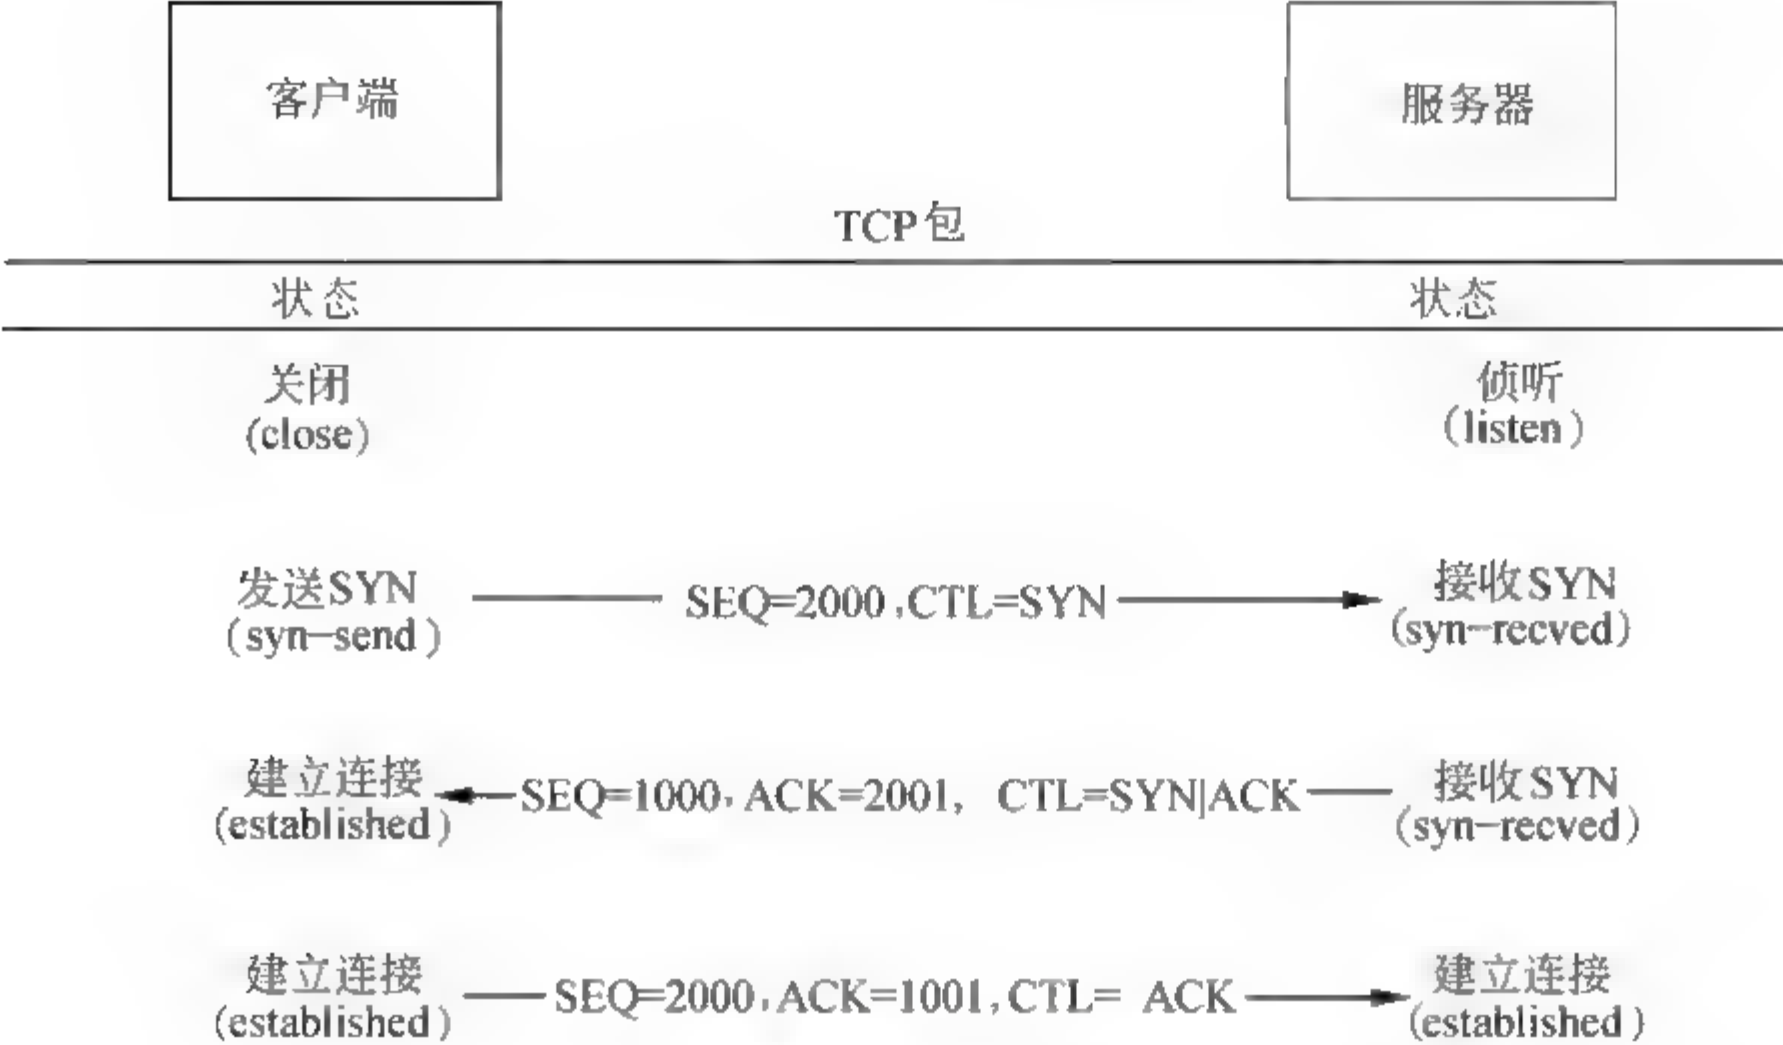 客户端
服务器
TCP包
状态
状态
关闭
(close)
侦听
(listen)
发送SYN
(syn-send)
SEQ=2000,CTL=SYN
接收SYN
(syn-recved)
建立连接
(established)
SEQ=1000, ACK=2001, CTL=SYN|ACK
接收SYN
(syn-recved)
建立连接
(established)
SEQ=2000,ACK=1001,CTL= ACK
建立连接
(established)